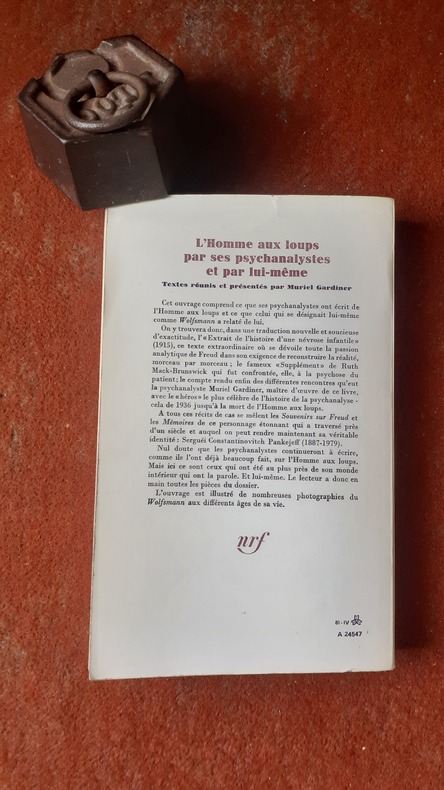 L'Homme aux loups
par ses psychanalystes
et par lui-même
Textes réunis et présentés par Muriel Gardiner
Cet ouvrage comprend ce que ses psychanalystes ont écrit de
l'Homme aux loups et ce que celui qui se désignait lui-même
comme Wolfsmann a relaté de lui.
On y trouvera donc, dans une traduction nouvelle et soucieuse
d'exactitude, l'« Extrait de l'histoire d'une névrose infantile »
(1915), ce texte extraordinaire où se dévoile toute la passion
analytique de Freud dans son exigence de reconstruire la réalité,
morceau par morceau ; le fameux « Supplément » de Ruth
Mack-Brunswick qui fut confrontée, elle, à la psychose du
patient ; le compte rendu enfin des différentes rencontres qu'eut
la psychanalyste Muriel Gardiner, maître d'œuvre de ce livre,
avec le « héros » le plus célèbre de l'histoire de la psychanalyse -
cela de 1936 jusqu'à la mort de l'Homme aux loups.
A tous ces récits de cas se mêlent les Souvenirs sur Freud et
les Mémoires de ce personnage étonnant qui a traversé près
d'un siècle et auquel on peut rendre maintenant sa véritable
identité : Serguéi Constantinovitch Pankejeff (1887-1979).
Nul doute que les psychanalystes continueront à écrire,
comme ils l'ont déjà beaucoup fait, sur l'Homme aux loups.
Mais ici ce sont ceux qui ont été au plus près de son monde
intérieur qui ont la parole. Et lui-même. Le lecteur a donc en
main toutes les pièces du dossier.
L'ouvrage est illustré de nombreuses photographies du
Wolfsmann aux différents âges de sa vie.
nrf
81-IV
A 24547